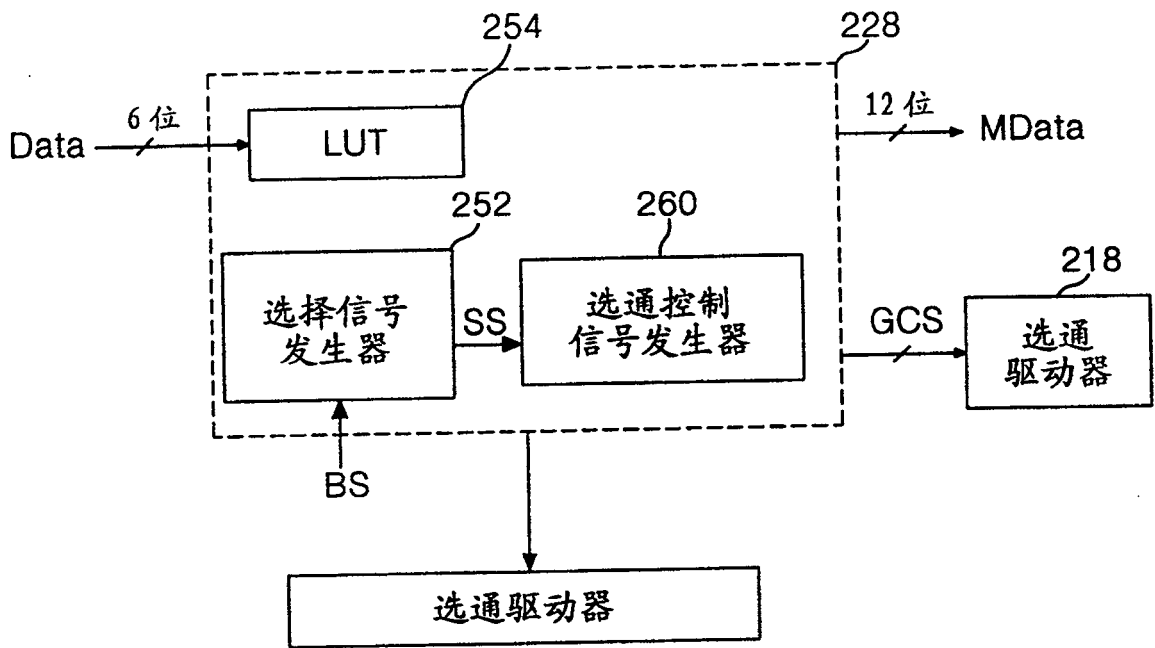 254
228
6 位
12 位
Data
LUT
MData
252
260
218
选择信号
发生器
SS
选通控制
信号发生器
GCS
选通
驱动器
BS
选通驱动器